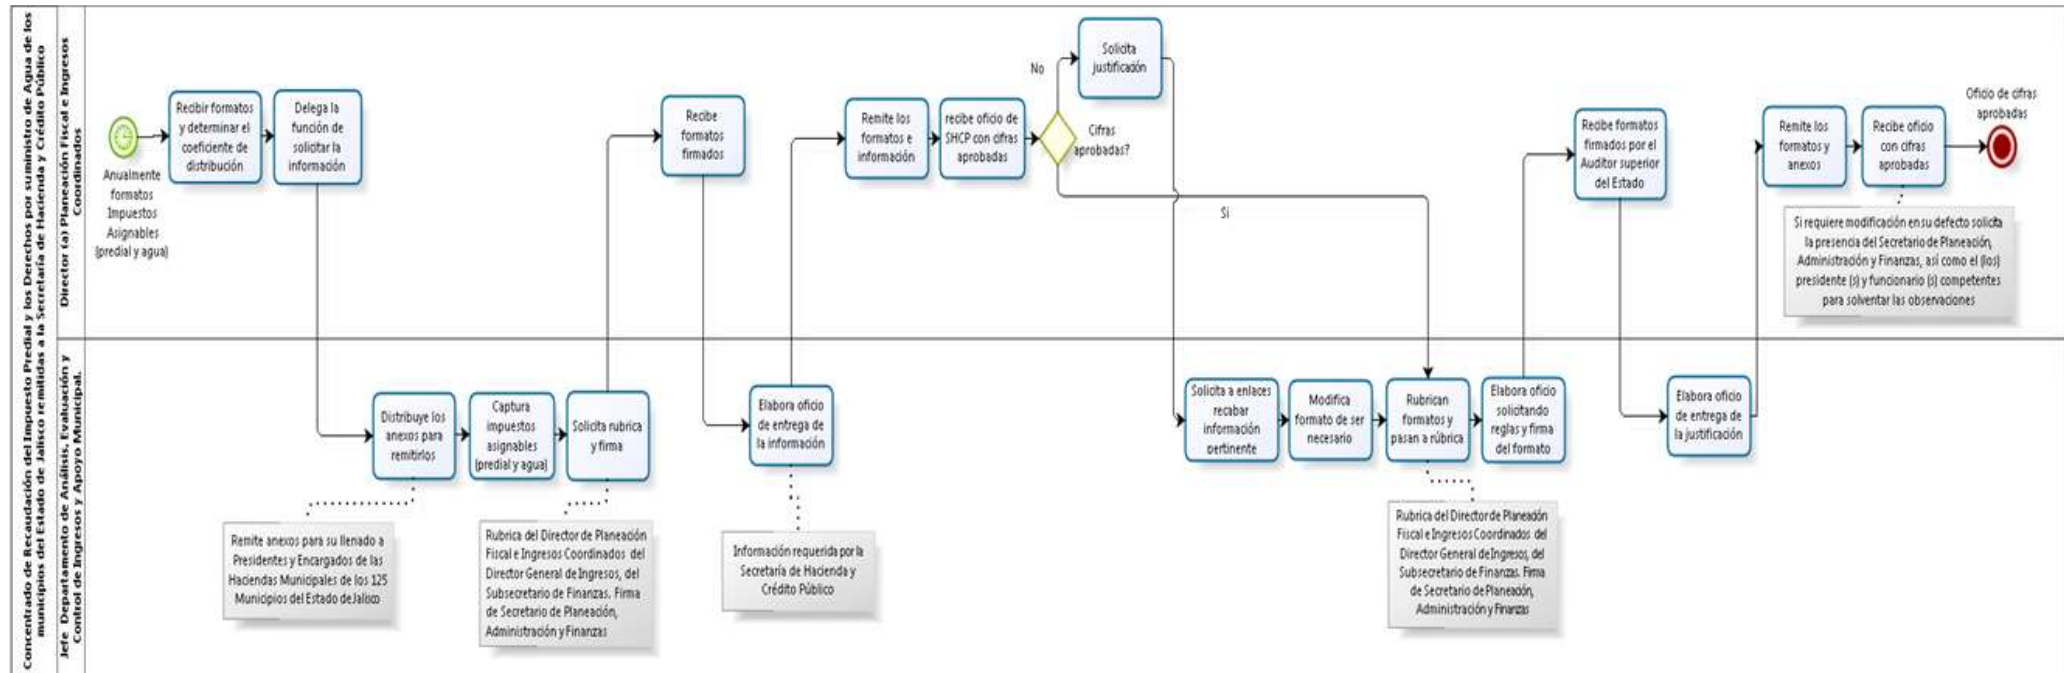 Concentrado de Recaudación del Impuesto Predial y los Derechos por suministro de Agua de los
municipios del Estado de Jalisco remitidas a la Secretaría de Hacienda y Crédito Público
Director (a) Planeación Fiscal e Ingresos
Coordinados
Anualmente
formatos
Impuestos
Asignables
(predial y agua)
Recibir formatos
y determinar el
coeficiente de
distribución
Delega la
función de
solicitar la
información
Recibe
formatos
firmados
Remite los
formatos e
información
recibe oficio de
SHCP con cifras
aprobadas
Cifras
aprobadas?
No
Si
Solicita
justificación
Recibe formatos
firmados por el
Auditor superior
del Estado
Remite los
formatos y
anexos
Recibe oficio
con cifras
aprobadas
Oficio de cifras
aprobadas
Si requiere modificación en su defecto solicita
la presencia del Secretario de Planeación,
Administración y Finanzas, así como el (los)
presidente (s) y funcionario (s) competentes
para solventar las observaciones
Jefe Departamento de Análisis, Evaluación y
Control de Ingresos y Apoyo Municipal.
Distribuye los
anexos para
remitirlos
Captura
impuestos
asignables
(predial y agua)
Solicita rubrica
y firma
Elabora oficio
de entrega de
la información
Solicita a enlaces
recabar
información
pertinente
Modifica
formato de ser
necesario
Rubrican
formatos y
pasan a rúbrica
Elabora oficio
solicitando
reglas y firma
del formato
Elabora oficio
de entrega de
la justificación
Remite anexos para su llenado a
Presidentes y Encargados de las
Haciendas Municipales de los 125
Municipios del Estado de Jalisco
Rubrica del Director de Planeación
Fiscal e Ingresos Coordinados del
Director General de Ingresos, del
Subsecretario de Finanzas. Firma
de Secretario de Planeación,
Administración y Finanzas
Información requerida por la
Secretaría de Hacienda y
Crédito Público
Rubrica del Director de Planeación
Fiscal e Ingresos Coordinados del
Director General de Ingresos, del
Subsecretario de Finanzas. Firma
de Secretario de Planeación,
Administración y Finanzas